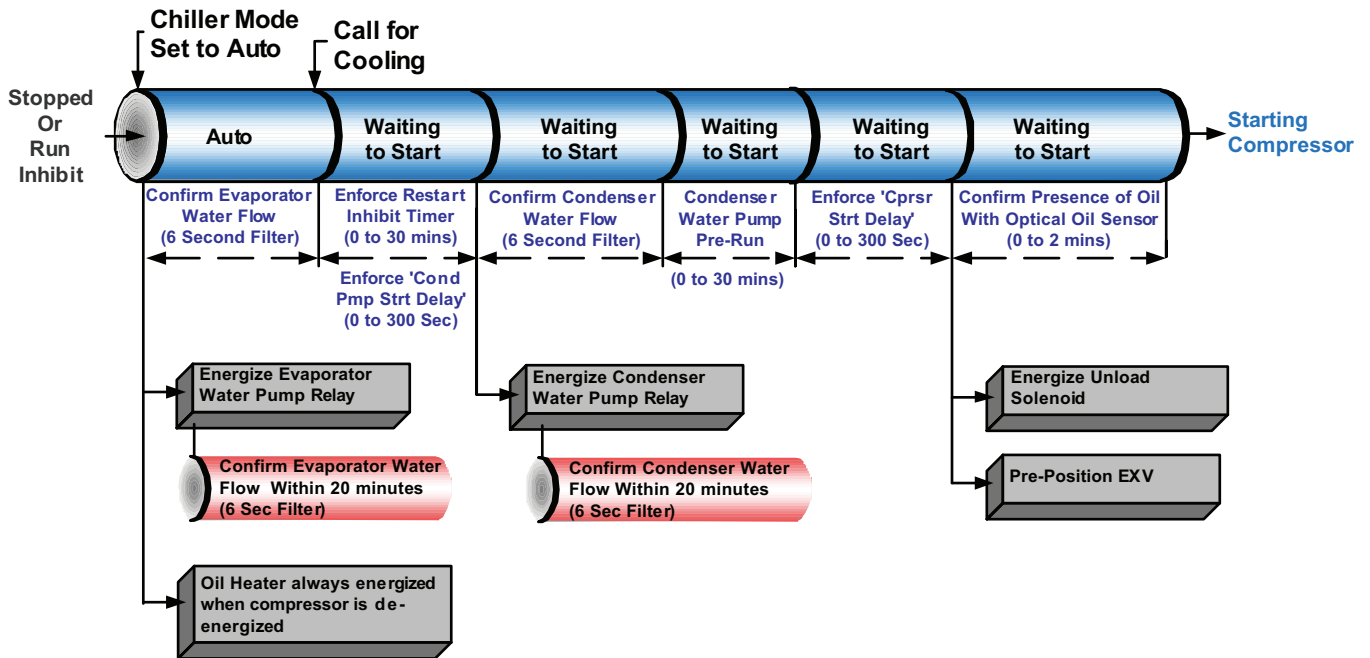 Chiller Mode
Set to Auto
Call for
Cooling
Stopped
Or
Run
Inhibit
Auto
Waiting
to Start
Waiting
to Start
Waiting
to Start
Waiting
to Start
Waiting
to Start
Starting
Compressor
Confirm Evaporator
Water Flow
(6 Second Filter)
Enforce Restart
Inhibit Timer
(0 to 30 mins)
Enforce 'Cond
Pmp Strt Delay'
(0 to 300 Sec)
Confirm Condenser
Water Flow
(6 Second Filter)
Condenser
Water Pump
Pre-Run
(0 to 30 mins)
Enforce 'Cprsr
Strt Delay'
(0 to 300 Sec)
Confirm Presence of Oil
With Optical Oil Sensor
(0 to 2 mins)
Energize Evaporator
Water Pump Relay
Confirm Evaporator Water
Flow Within 20 minutes
(6 Sec Filter)
Oil Heater always energized
when compressor is de-
energized
Energize Condenser
Water Pump Relay
Confirm Condenser Water
Flow Within 20 minutes
(6 Sec Filter)
Energize Unload
Solenoid
Pre-Position EXV